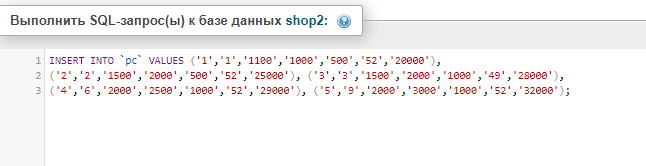 Выполнить SQL-запрос(ы) к базе данных shop2:
1 INSERT INTO `pc` VALUES ('1','1','1100','1000','500','52','20000'),
2 ('2','2','1500','2000','500','52','25000'), ('3','3','1500','2000','1000','49','28000'),
3 ('4','6','2000','2500','1000','52','29000'), ('5','9','2000','3000','1000','52','32000');